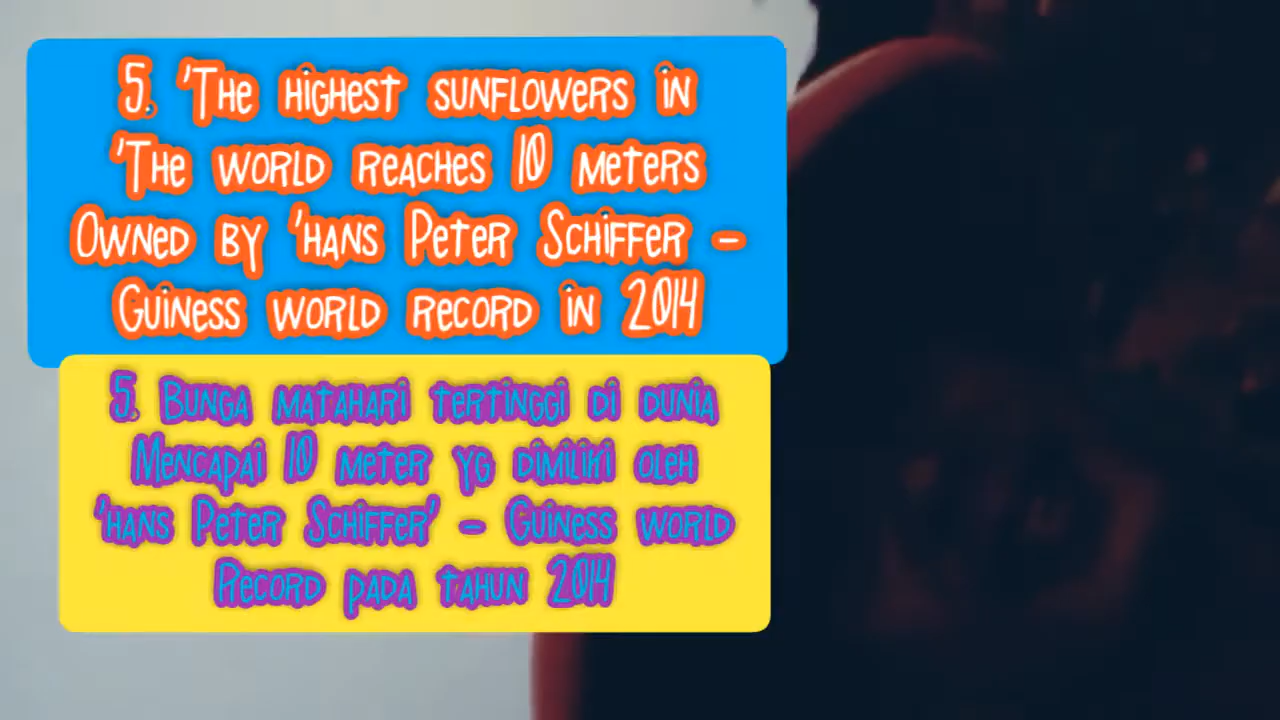 5. 'The highest sunflowers in
'The world reaches 10 meters
Owned by 'hans Peter Schiffer -
Guiness world record in 2014
5. Bunga matahari tertinggi di dunia
Mencapai 10 meter yg dimiliki oleh
'hans Peter Schiffer' - Guiness world
Record pada tahun 2014